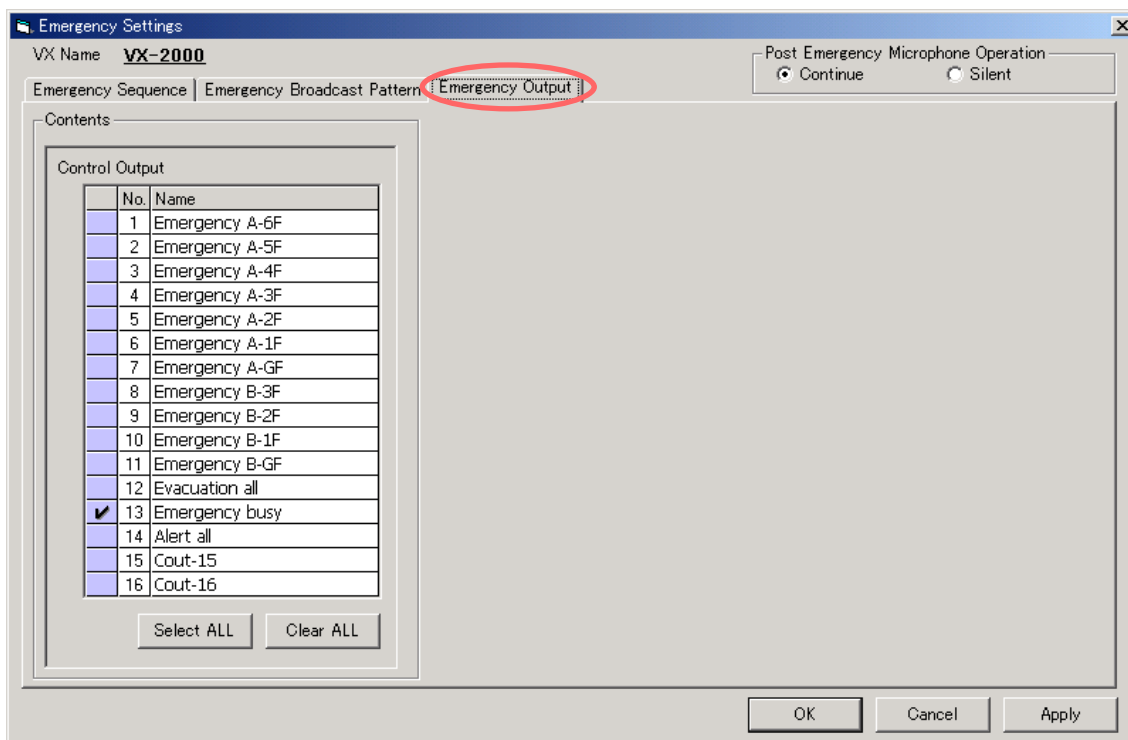 Emergency Settings
VX Name VX-2000
Post Emergency Microphone Operation
Continue Silent
Emergency Sequence Emergency Broadcast Pattern Emergency Output
Contents
Control Output
No. Name
1 Emergency A-6F
2 Emergency A-5F
3 Emergency A-4F
4 Emergency A-3F
5 Emergency A-2F
6 Emergency A-1F
7 Emergency A-GF
8 Emergency B-3F
9 Emergency B-2F
10 Emergency B-1F
11 Emergency B-GF
12 Evacuation all
13 Emergency busy
14 Alert all
15 Cout-15
16 Cout-16
Select ALL Clear ALL
OK Cancel Apply